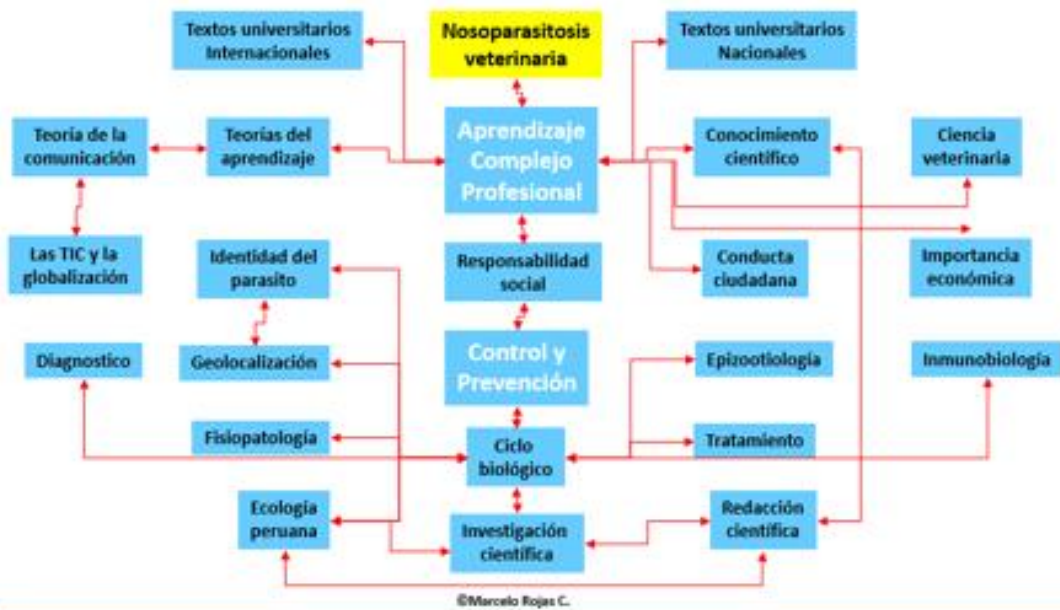 Textos universitarios
Internacionales
Nosoparasitosis
veterinaria
Textos universitarios
Nacionales
Teoría de la
comunicación
Teorías del
aprendizaje
Aprendizaje
Complejo
Profesional
Conocimiento
científico
Ciencia
veterinaria
Las TIC y la
globalización
Identidad del
parasito
Responsabilidad
social
Conducta
ciudadana
Importancia
económica
Diagnostico
Geolocalización
Control y
Prevención
Epizootiología
Inmunobiología
Fisiopatología
Ciclo
biológico
Tratamiento
Ecología
peruana
Investigación
científica
Redacción
científica
©Marcelo Rojas C.